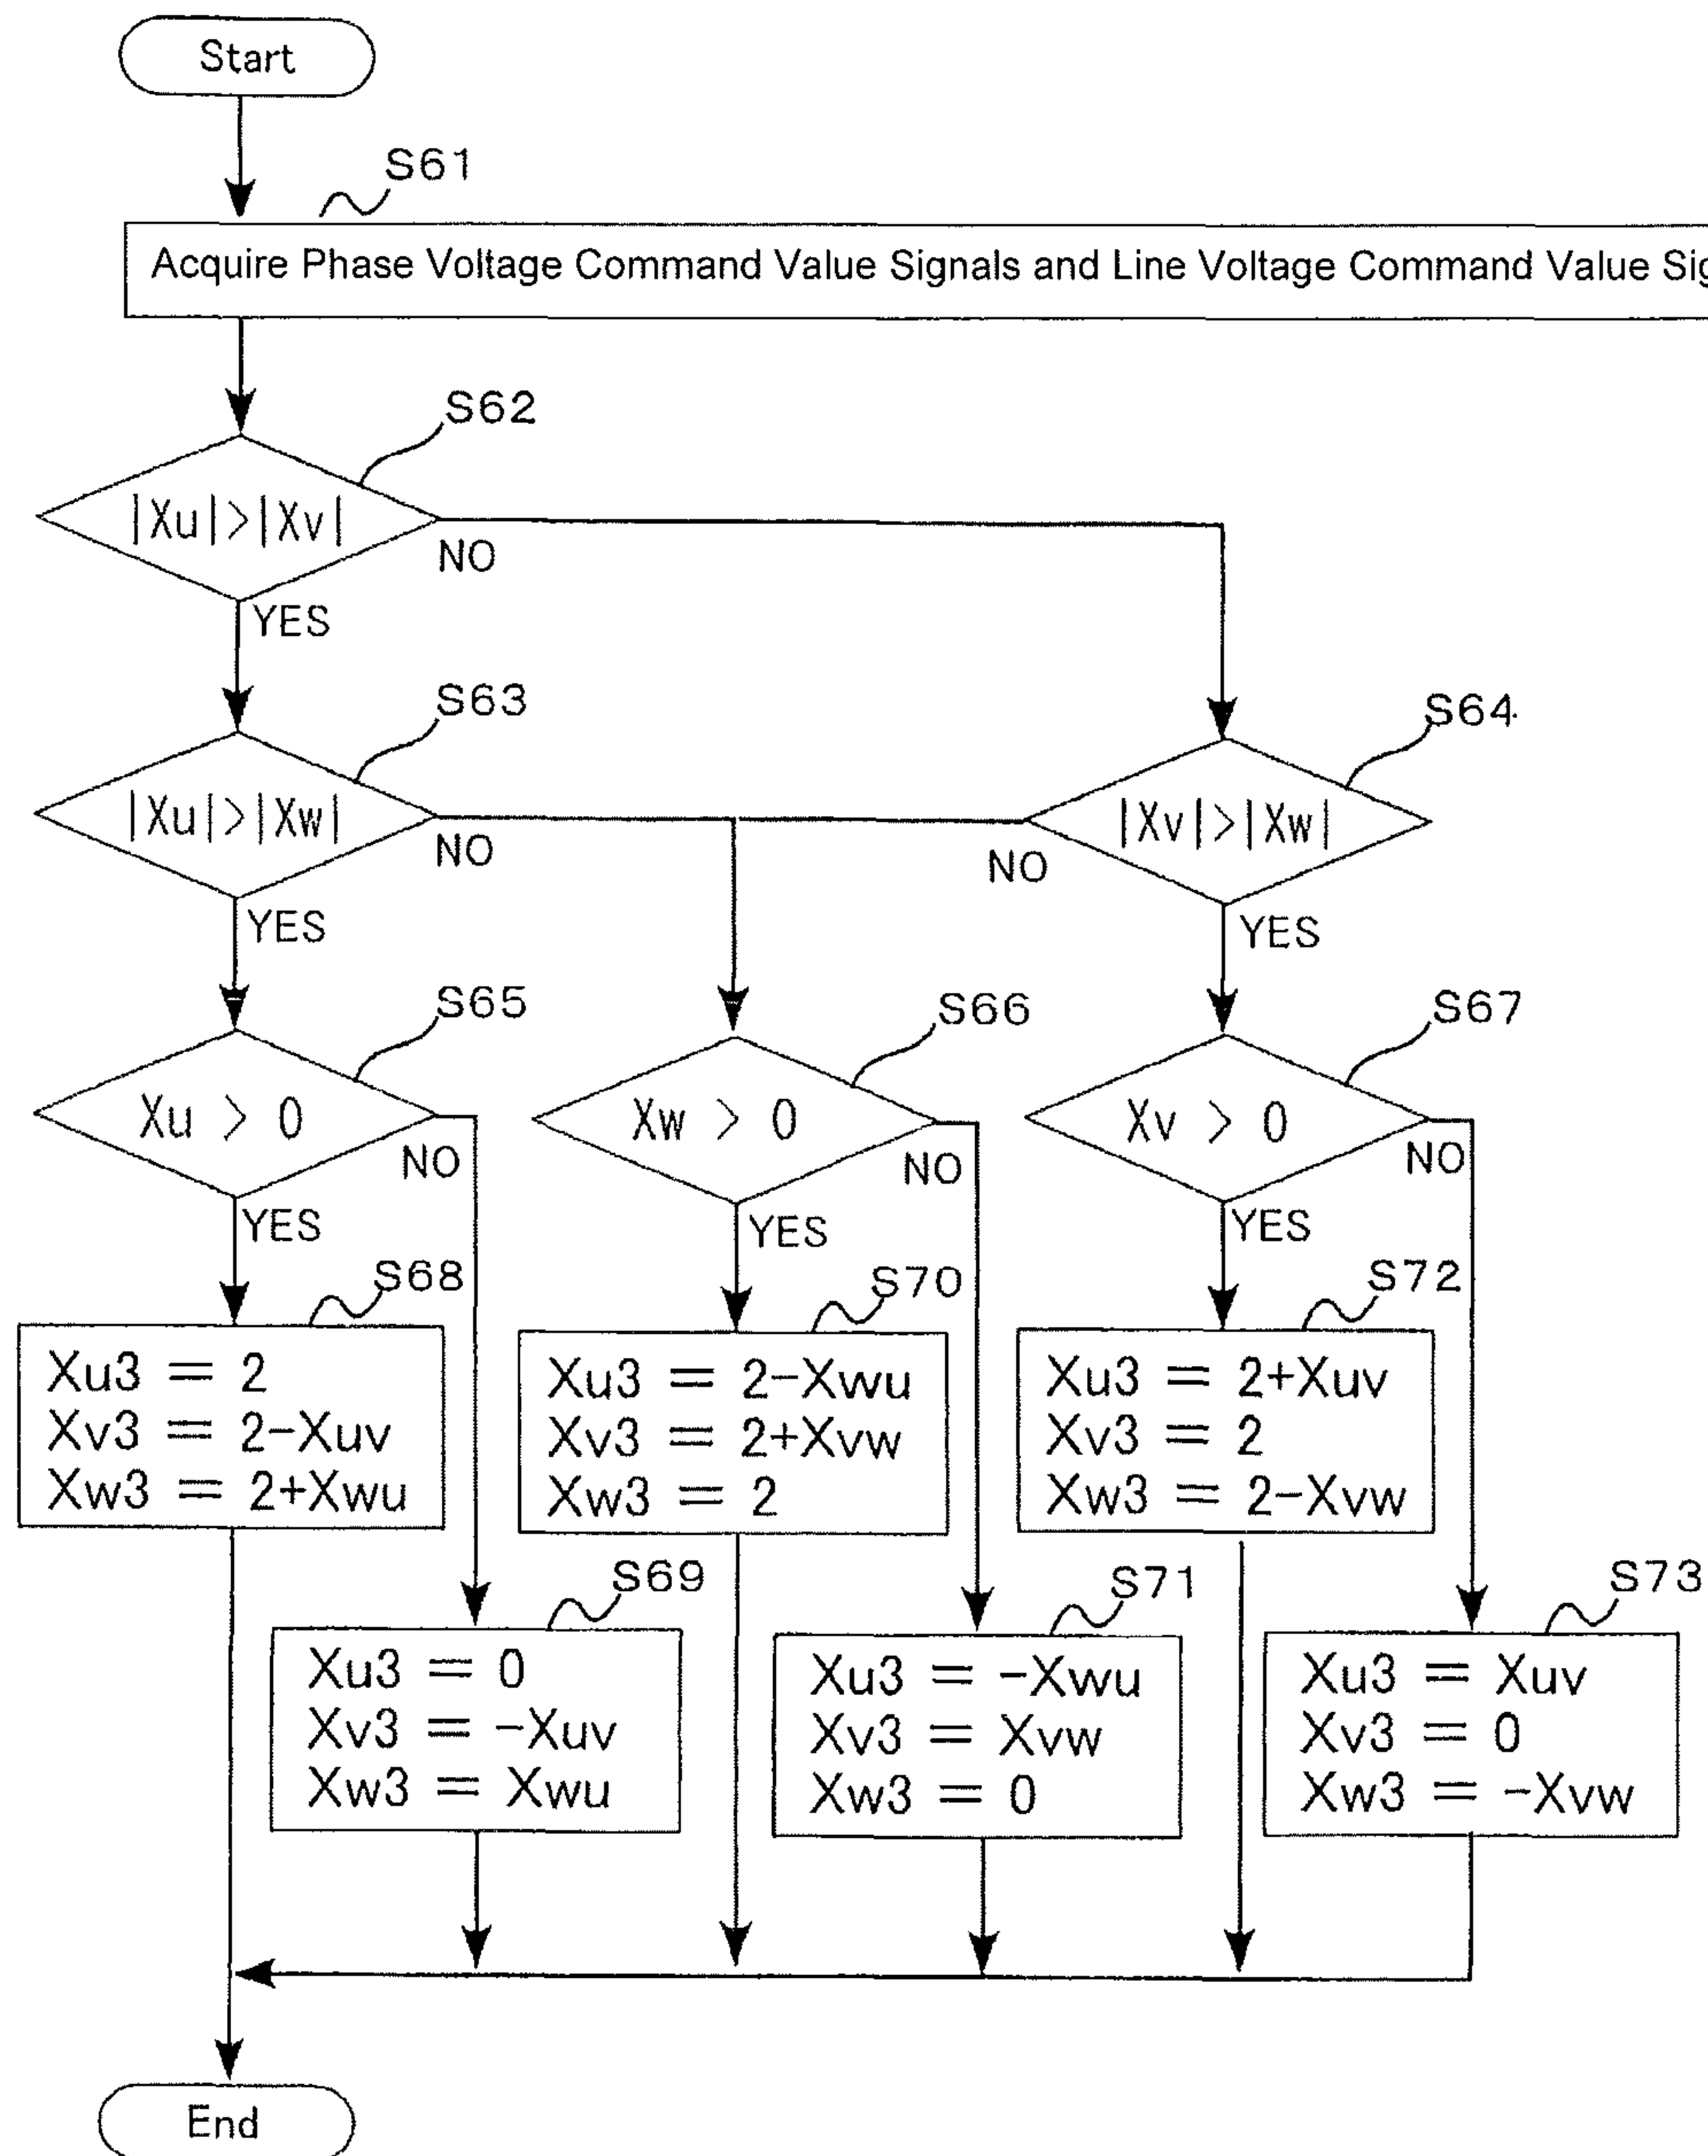 Start
S61
Acquire Phase Voltage Command Value Signals and Line Voltage Command Value
S62
|Xu|>|Xv|
NO
YES
S63
|Xu|>|Xw|
NO
YES
S64
|Xv|>|Xw|
NO
YES
S65
Xu > 0
NO
YES
S66
Xw > 0
NO
YES
S67
Xv > 0
NO
YES
S68
Xu3 = 2
Xv3 = 2-Xuv
Xw3 = 2+Xwu
S70
Xu3 = 2-Xwu
Xv3 = 2+Xvw
Xw3 = 2
S72
Xu3 = 2+Xuv
Xv3 = 2
Xw3 = 2-Xvw
S69
Xu3 = 0
Xv3 = -Xuv
Xw3 = Xwu
S71
Xu3 = -Xwu
Xv3 = Xvw
Xw3 = 0
S73
Xu3 = Xuv
Xv3 = 0
Xw3 = -Xvw
End